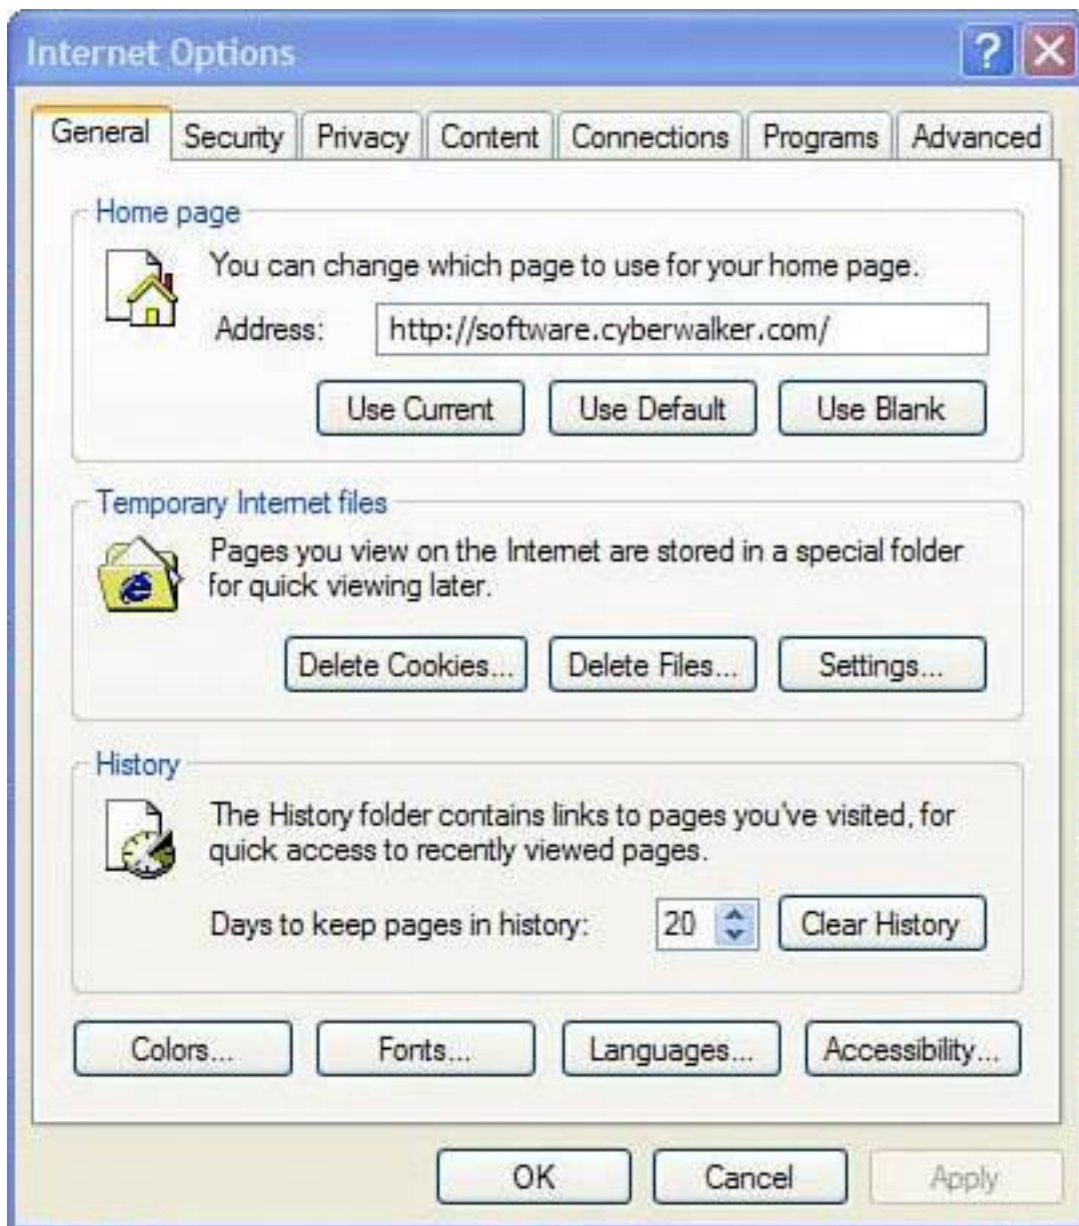 Internet Options
?
General Security Privacy Content Connections Programs Advanced
Home page
You can change which page to use for your home page.
Address: http://software.cyberwalker.com/
Use Current Use Default Use Blank
Temporary Internet files
Pages you view on the Internet are stored in a special folder
for quick viewing later.
Delete Cookies... Delete Files... Settings...
History
The History folder contains links to pages you've visited, for
quick access to recently viewed pages.
Days to keep pages in history: 20 Clear History
Colors... Fonts... Languages... Accessibility...
OK Cancel Apply